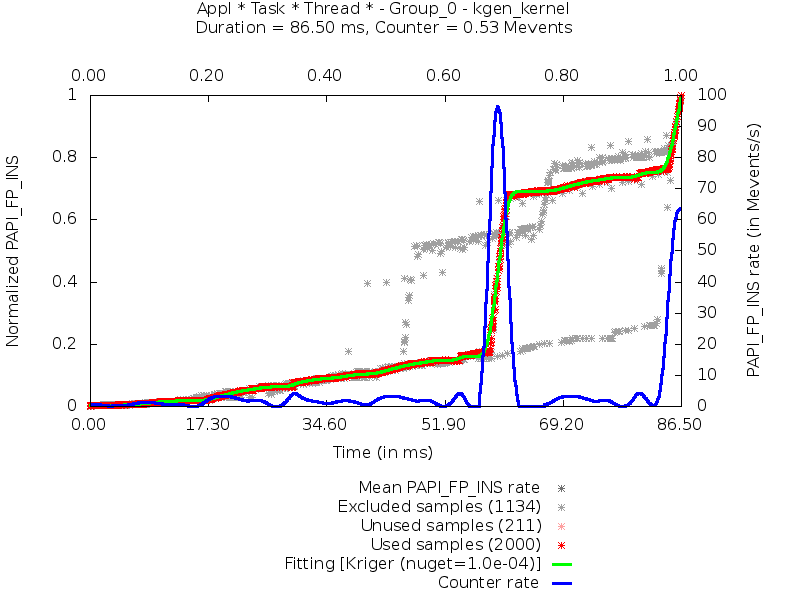 Appl * Task * Thread * - Group_0 - kgen_kernel
Duration = 86.50 ms, Counter = 0.53 Mevents
0.00 0.20 0.40 0.60 0.80 1.00
1 100
90
0.8 80
70
0.6 60
50
0.4 40
30
0.2 20
10
0 0
Normalized PAPI_FP_INS
PAPI_FP_INS rate (in Mevents/s)
0.00 17.30 34.60 51.90 69.20 86.50
Time (in ms)
Mean PAPI_FP_INS rate
Excluded samples (1134)
Unused samples (211)
Used samples (2000)
Fitting [Kriger (nuget=1.0e-04)]
Counter rate